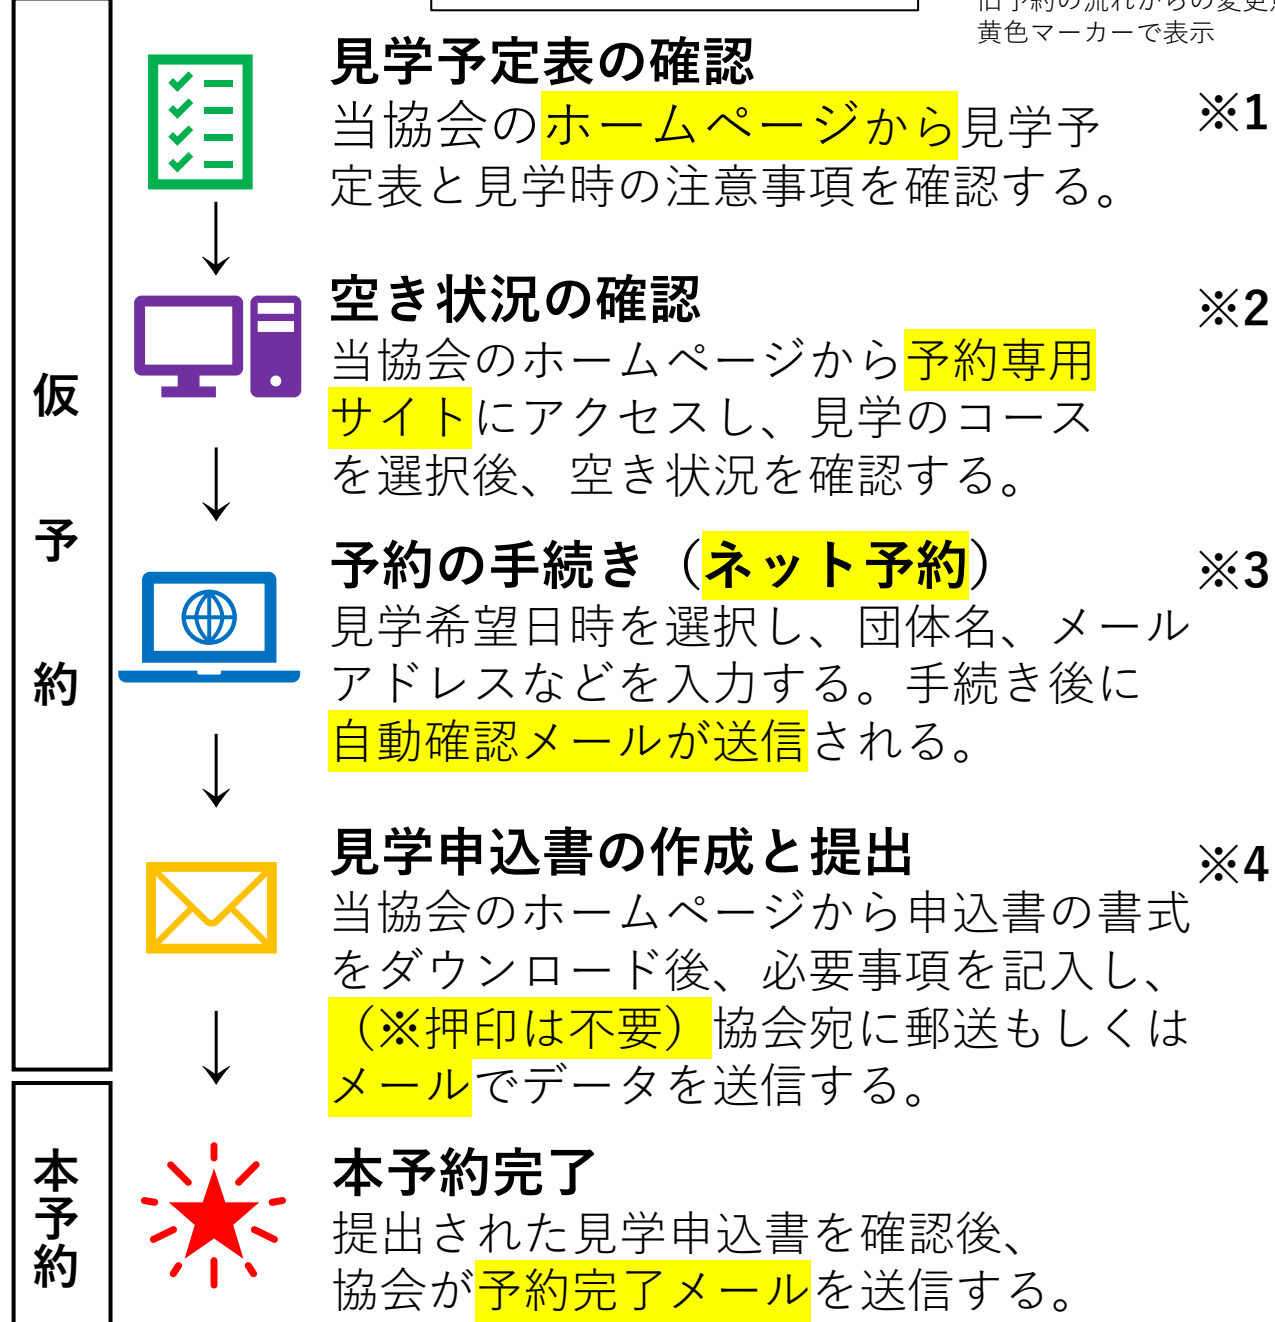 黄色マーカーで表示
見学予定表の確認
当協会のホームページから見学予
定表と見学時の注意事項を確認する。
※1
空き状況の確認
当協会のホームページから予約専用
サイトにアクセスし、見学のコース
を選択後、空き状況を確認する。
※2
予約の手続き（ネット予約）
見学希望日時を選択し、団体名、メール
アドレスなどを入力する。手続き後に
自動確認メールが送信される。
※3
見学申込書の作成と提出
当協会のホームページから申込書の書式
をダウンロード後、必要事項を記入し、
（※押印は不要）協会宛に郵送もしくは
メールでデータを送信する。
※4
仮予約
本予約完了
提出された見学申込書を確認後、
協会が予約完了メールを送信する。
本予約